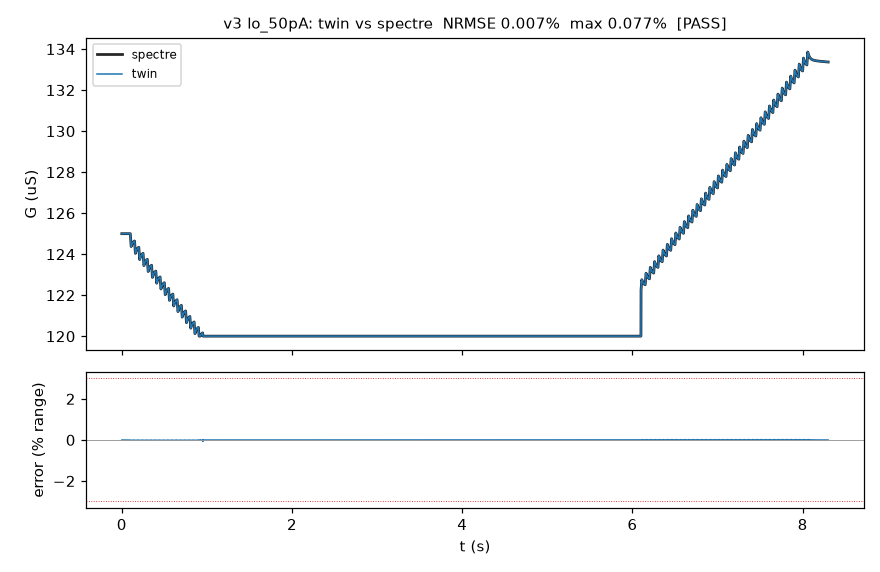 v3 lo_50pA: twin vs spectre  NRMSE 0.007%  max 0.077%  [PASS]
spectre
twin
G (uS)
134
132
130
128
126
124
122
120
error (% range)
2
0
−2
0
2
4
6
8
t (s)